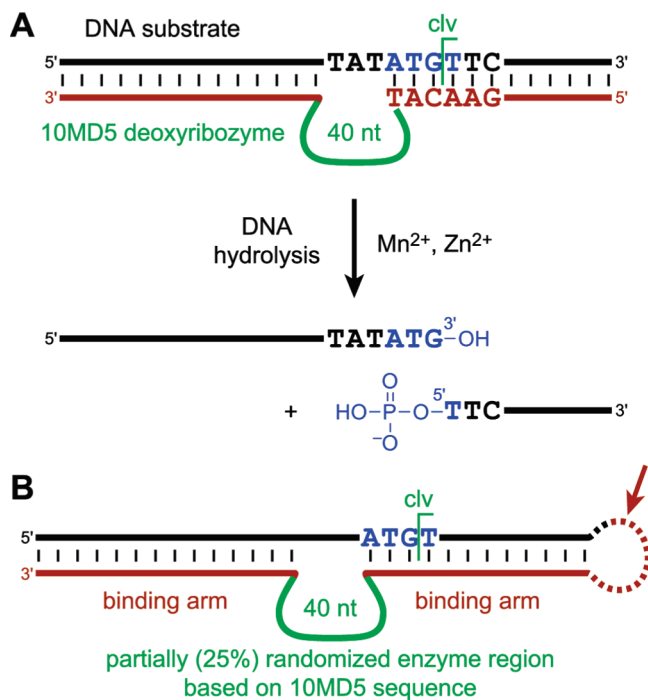 A
DNA substrate
clv
5' TATATGTTC 3'
3' TACAAG 5'
10MD5 deoxyribozyme
40 nt
DNA
hydrolysis
Mn²⁺, Zn²⁺
5' TATATG 3' –OH
+
O
HO–P–O– 5' TTC 3'
⁻O
B
clv
5' ATGT
3'
binding arm
40 nt
binding arm
partially (25%) randomized enzyme region
based on 10MD5 sequence